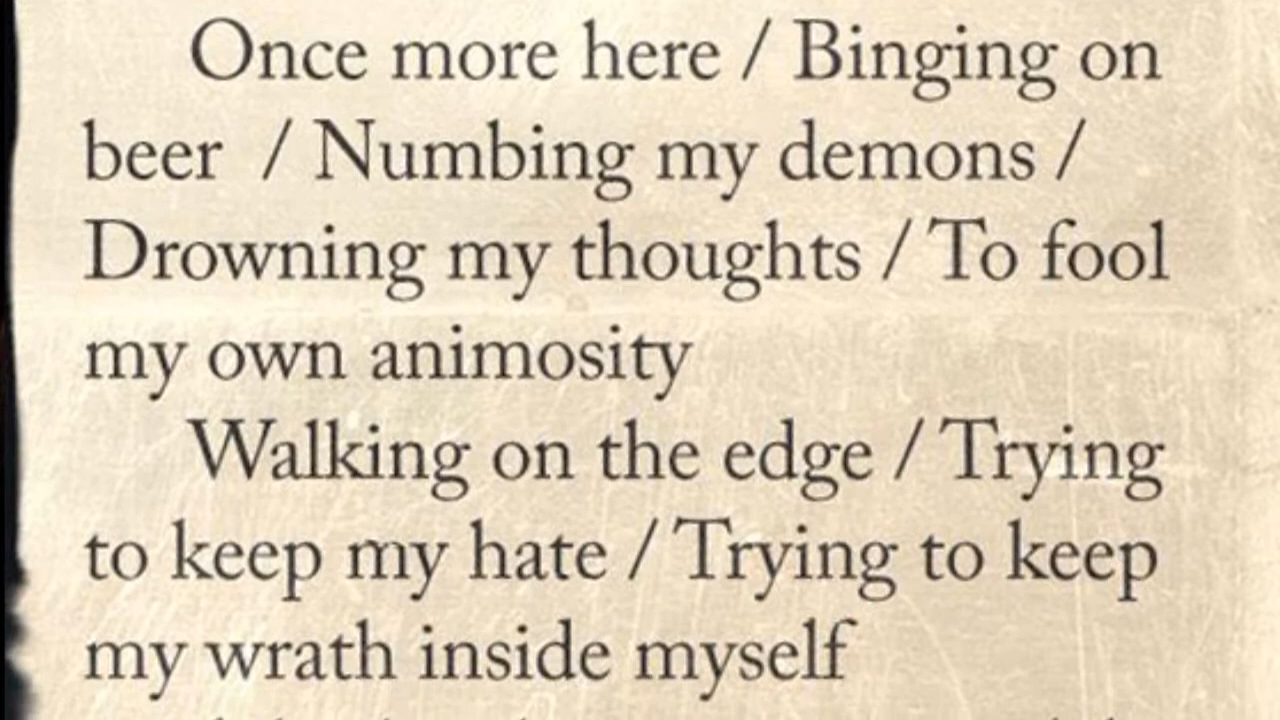 Once more here / Binging on
beer / Numbing my demons /
Drowning my thoughts / To fool
my own animosity
Walking on the edge / Trying
to keep my hate / Trying to keep
my wrath inside myself